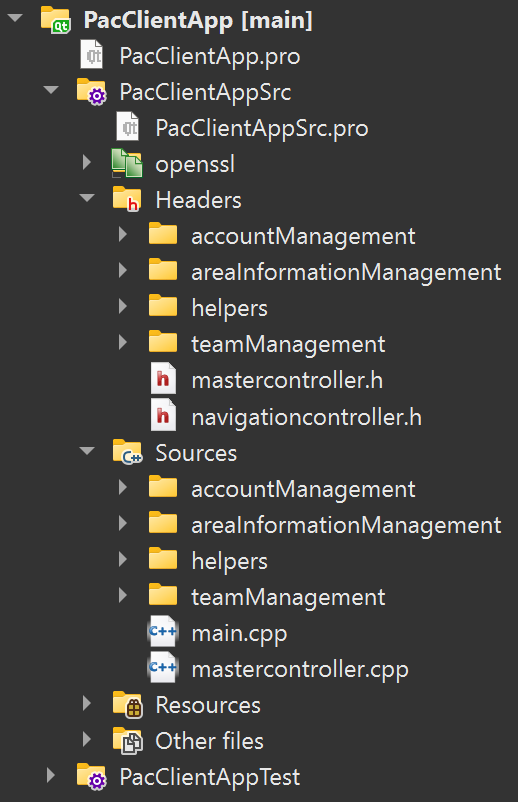 PacClientApp [main]
PacClientApp.pro
PacClientAppSrc
PacClientAppSrc.pro
openssl
Headers
accountManagement
areaInformationManagement
helpers
teamManagement
mastercontroller.h
navigationcontroller.h
Sources
accountManagement
areaInformationManagement
helpers
teamManagement
main.cpp
mastercontroller.cpp
Resources
Other files
PacClientAppTest